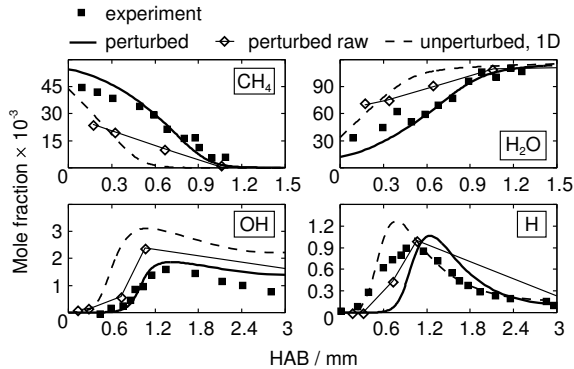 experiment
perturbed perturbed raw unperturbed, 1D
Mole fraction × 10⁻³
45
30
15
CH₄
0 0.3 0.6 0.9 1.2 1.5
90
60
30
H₂O
0 0.3 0.6 0.9 1.2 1.5
3
2
1
0
OH
0.6 1.2 1.8 2.4 3
1.2
0.9
0.6
0.3
0
H
0.6 1.2 1.8 2.4 3
HAB / mm